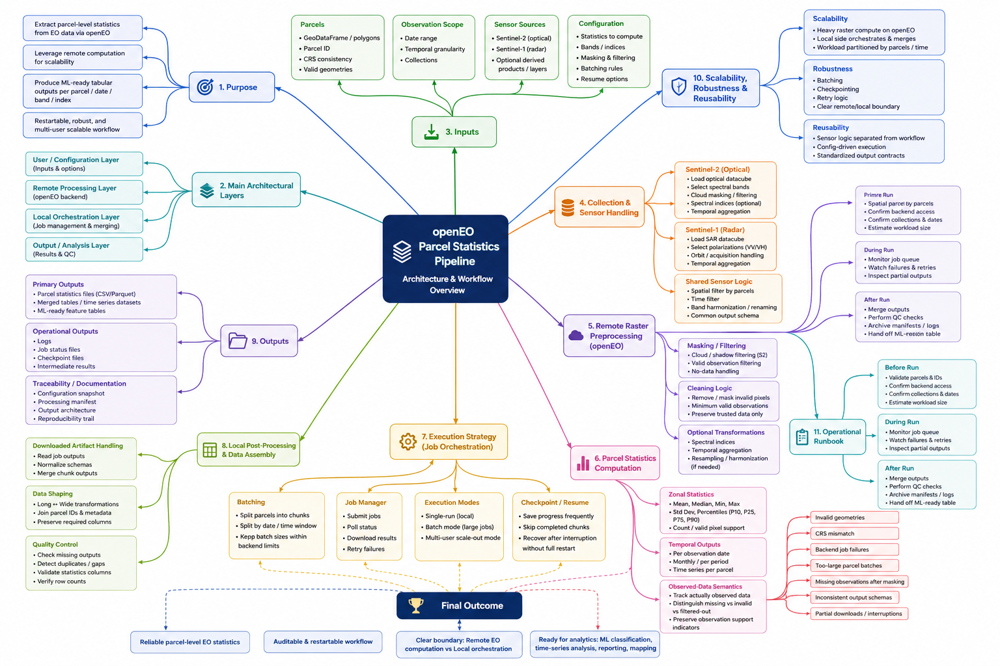 Extract parcel-level statistics
from EO data via openEO
Leverage remote computation
for scalability
Produce ML-ready tabular
outputs per parcel / date /
band / index
Restartable, robust, and
multi-user scalable workflow
1. Purpose
User / Configuration Layer
(Inputs & options)
Remote Processing Layer
(openEO backend)
Local Orchestration Layer
(Job management & merging)
Output / Analysis Layer
(Results & QC)
2. Main Architectural
Layers
Parcels
• GeoDataFrame / polygons
• Parcel ID
• CRS consistency
• Valid geometries
Observation Scope
• Date range
• Temporal granularity
• Collections
Sensor Sources
• Sentinel-2 (optical)
• Sentinel-1 (radar)
• Optional derived
products / layers
Configuration
• Statistics to compute
• Bands / indices
• Masking & filtering
• Batching rules
• Resume options
3. Inputs
10. Scalability,
Robustness &
Reusability
Scalability
• Heavy raster compute on openEO
• Local side orchestrates & merges
• Workload partitioned by parcels / time
Robustness
• Batching
• Checkpointing
• Retry logic
• Clear remote/local boundary
Reusability
• Sensor logic separated from workflow
• Config-driven execution
• Standardized output contracts
openEO
Parcel Statistics
Pipeline
Architecture & Workflow
Overview
4. Collection &
Sensor Handling
Sentinel-2 (Optical)
• Load optical datacube
• Select spectral bands
• Cloud masking / filtering
• Spectral indices (optional)
• Temporal aggregation
Sentinel-1 (Radar)
• Load SAR datacube
• Select polarizations (VV/VH)
• Orbit / acquisition handling
• Temporal aggregation
Shared Sensor Logic
• Spatial filter by parcels
• Time filter
• Band harmonization / renaming
• Common output schema
Primre Run
• Spatial parcel by parcels
• Confirm backend access
• Confirm collections & dates
• Estimate workload size
During Run
• Monitor job queue
• Watch failures & retries
• Inspect partial outputs
After Run
• Merge outputs
• Perform QC checks
• Archive manifests / logs
• Hand off table
5. Remote Raster
Preprocessing
(openEO)
Masking / Filtering
• Cloud / shadow filtering (S2)
• Valid observation filtering
• No-data handling
Cleaning Logic
• Remove / mask invalid pixels
• Minimum valid observations
• Preserve trusted data only
Optional Transformations
• Spectral indices
• Temporal aggregation
• Resampling / harmonization
(if needed)
11. Operational
Runbook
Before Run
• Validate parcels & IDs
• Confirm backend access
• Confirm collections & dates
• Estimate workload size
During Run
• Monitor job queue
• Watch failures & retries
• Inspect partial outputs
After Run
• Merge outputs
• Perform QC checks
• Archive manifests / logs
• Hand off ML-ready table
Primary Outputs
• Parcel statistics files (CSV/Parquet)
• Merged tables / time series datasets
• ML-ready feature tables
Operational Outputs
• Logs
• Job status files
• Checkpoint files
• Intermediate results
Traceability / Documentation
• Configuration snapshot
• Processing manifest
• Output architecture
• Reproducibility trail
9. Outputs
Downloaded Artifact Handling
• Read job outputs
• Normalize schemas
• Merge chunk outputs
Data Shaping
• Long ↔ Wide transformations
• Join parcel IDs & metadata
• Preserve required columns
Quality Control
• Check missing outputs
• Detect duplicates / gaps
• Validate statistics columns
• Verify row counts
8. Local Post-Processing
& Data Assembly
7. Execution Strategy
(Job Orchestration)
Batching
• Split parcels into chunks
• Split by date / time window
• Kepp batch sizes within
backend limits
Job Manager
• Submit jobs
• Poll status
• Download results
• Retry failures
Execution Modes
• Single-run (local)
• Batch mode (large jobs)
• Multi-user scale-out mode
Checkpoint / Resume
• Save progress frequently
• Skip completed chunks
• Recover after interruption
without full restart
6. Parcel Statistics
Computation
Zonal Statistics
• Mean, Median, Min, Max
• Std Dev, Percentiles (P10, P25,
P75, P90)
• Count / valid pixel support
Temporal Outputs
• Per observation date
• Monthly / per period
• Time series per parcel
Observed-Data Semantics
• Track actually observed data
• Distinguish missing vs invalid
vs filtered-out
• Preserve observation support
indicators
Invalid geometries
CRS mismatch
Backend job failures
Too-large parcel batches
Missing observations after masking
Inconsistent output schemas
Partial downloads / interruptions
Final Outcome
Reliable parcel-level EO statistics
Auditable & restartable workflow
Clear boundary: Remote EO
computation vs Local orchestration
Ready for analytics: ML classification,
time-series analysis, reporting, mapping